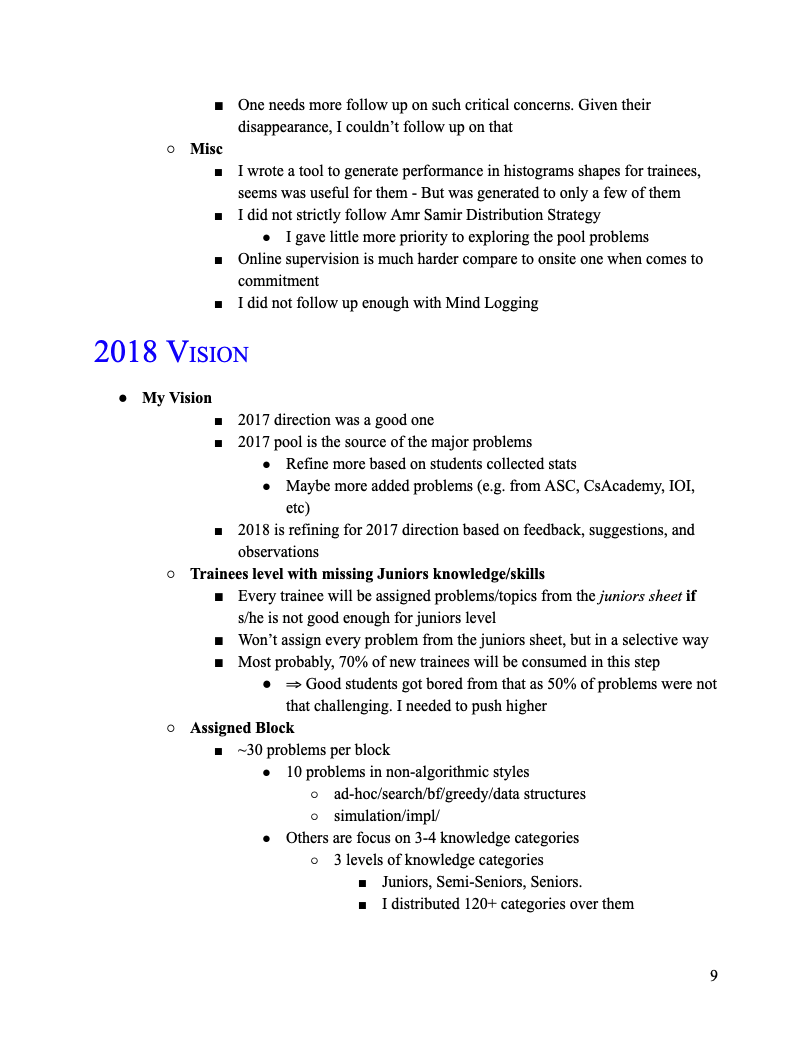 ■ One needs more follow up on such critical concerns. Given their
disappearance, I couldn’t follow up on that
○ Misc
■ I wrote a tool to generate performance in histograms shapes for trainees,
seems was useful for them - But was generated to only a few of them
■ I did not strictly follow Amr Samir Distribution Strategy
● I gave little more priority to exploring the pool problems
■ Online supervision is much harder compare to onsite one when comes to
commitment
■ I did not follow up enough with Mind Logging
2018 VISION
● My Vision
■ 2017 direction was a good one
■ 2017 pool is the source of the major problems
● Refine more based on students collected stats
● Maybe more added problems (e.g. from ASC, CsAcademy, IOI,
etc)
■ 2018 is refining for 2017 direction based on feedback, suggestions, and
observations
○ Trainees level with missing Juniors knowledge/skills
■ Every trainee will be assigned problems/topics from the juniors sheet if
s/he is not good enough for juniors level
■ Won’t assign every problem from the juniors sheet, but in a selective way
■ Most probably, 70% of new trainees will be consumed in this step
● ⇒ Good students got bored from that as 50% of problems were not
that challenging. I needed to push higher
○ Assigned Block
■ ~30 problems per block
● 10 problems in non-algorithmic styles
○ ad-hoc/search/bf/greedy/data structures
○ simulation/impl/
● Others are focus on 3-4 knowledge categories
○ 3 levels of knowledge categories
■ Juniors, Semi-Seniors, Seniors.
■ I distributed 120+ categories over them
9